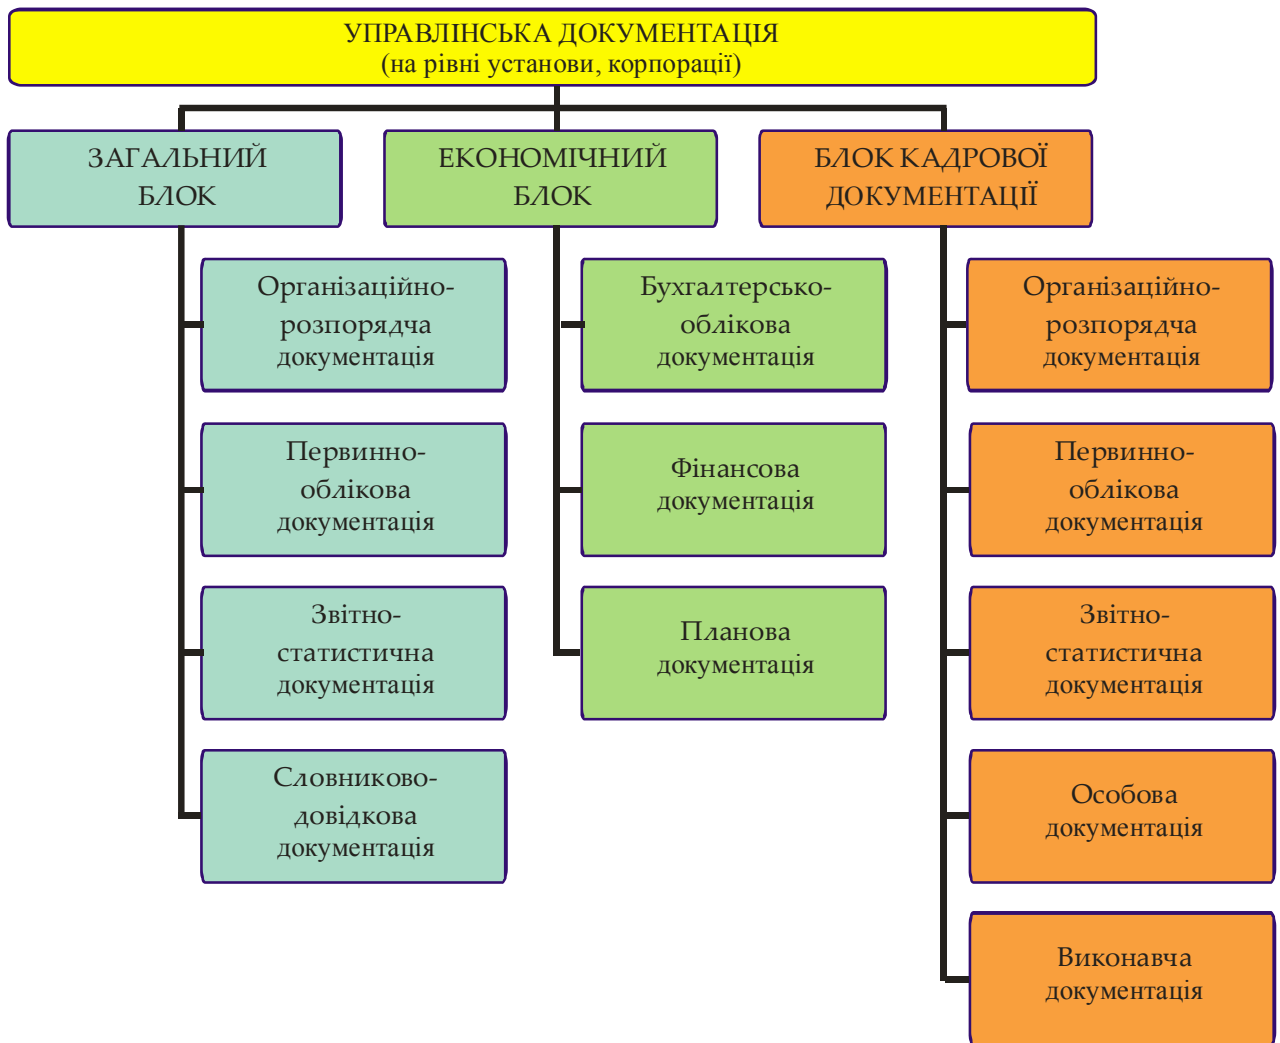 УПРАВЛІНСЬКА ДОКУМЕНТАЦІЯ
(на рівні установи, корпорації)
ЗАГАЛЬНИЙ
БЛОК
Організаційно-
розпорядча
документація
Первинно-
облікова
документація
Звітно-
статистична
документація
Словниково-
довідкова
документація
ЕКОНОМІЧНИЙ
БЛОК
Бухгалтерсько-
облікова
документація
Фінансова
документація
Планова
документація
БЛОК КАДРОВОЇ
ДОКУМЕНТАЦІЇ
Організаційно-
розпорядча
документація
Первинно-
облікова
документація
Звітно-
статистична
документація
Особова
документація
Виконавча
документація